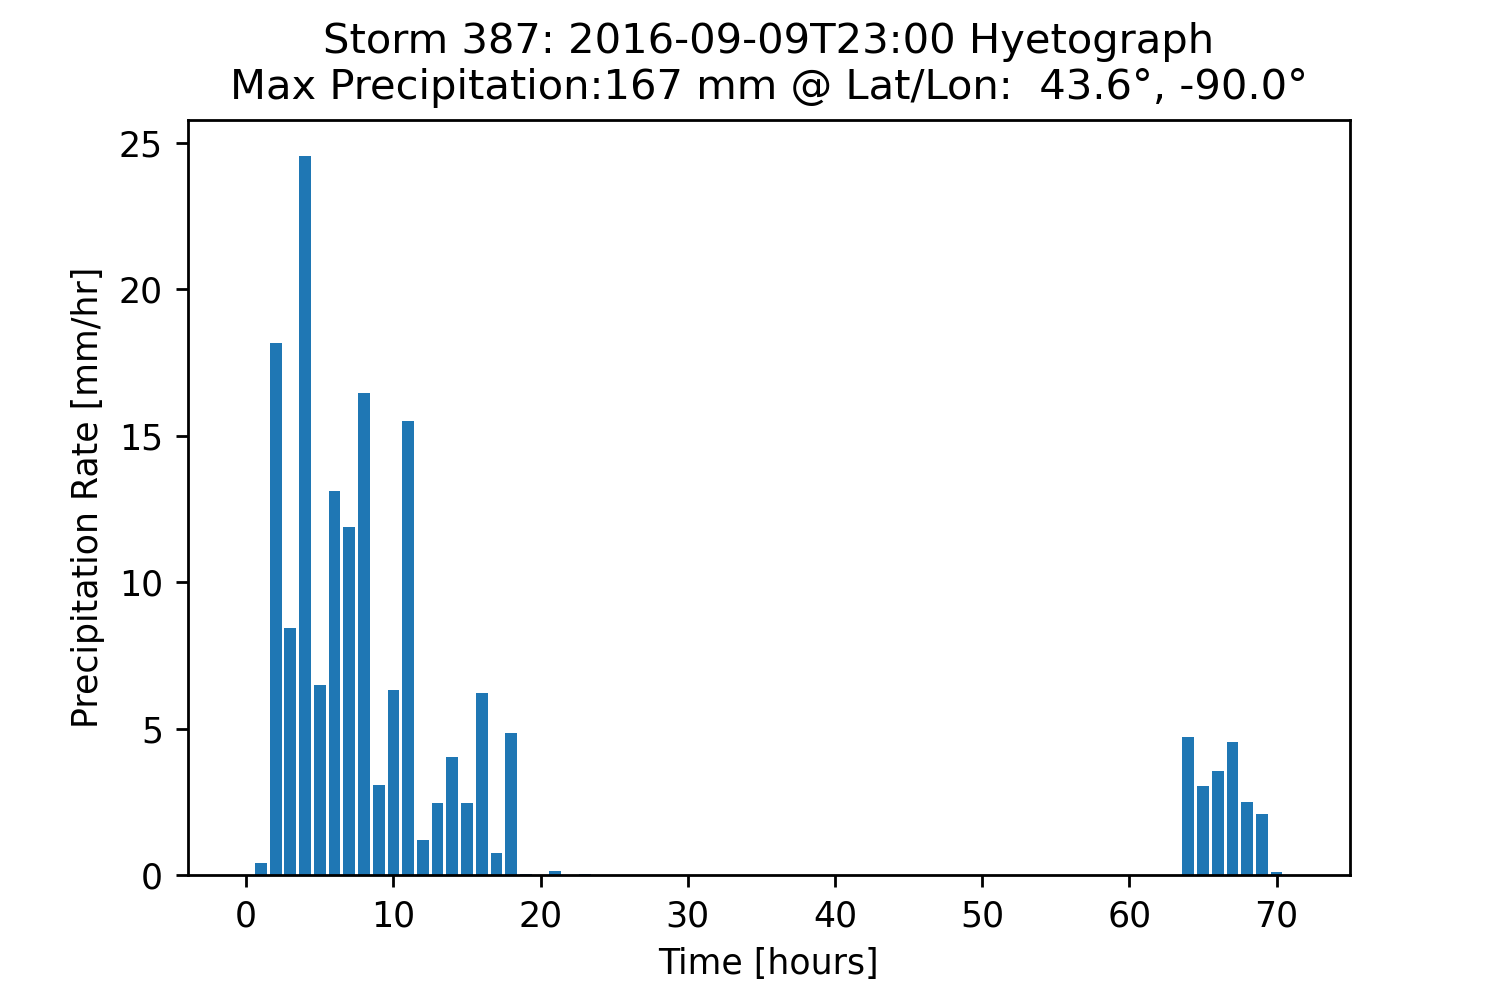 Storm 387: 2016-09-09T23:00 Hyetograph
Max Precipitation:167 mm @ Lat/Lon:  43.6°, -90.0°
Precipitation Rate [mm/hr]
25
20
15
10
5
0
0 10 20 30 40 50 60 70
Time [hours]